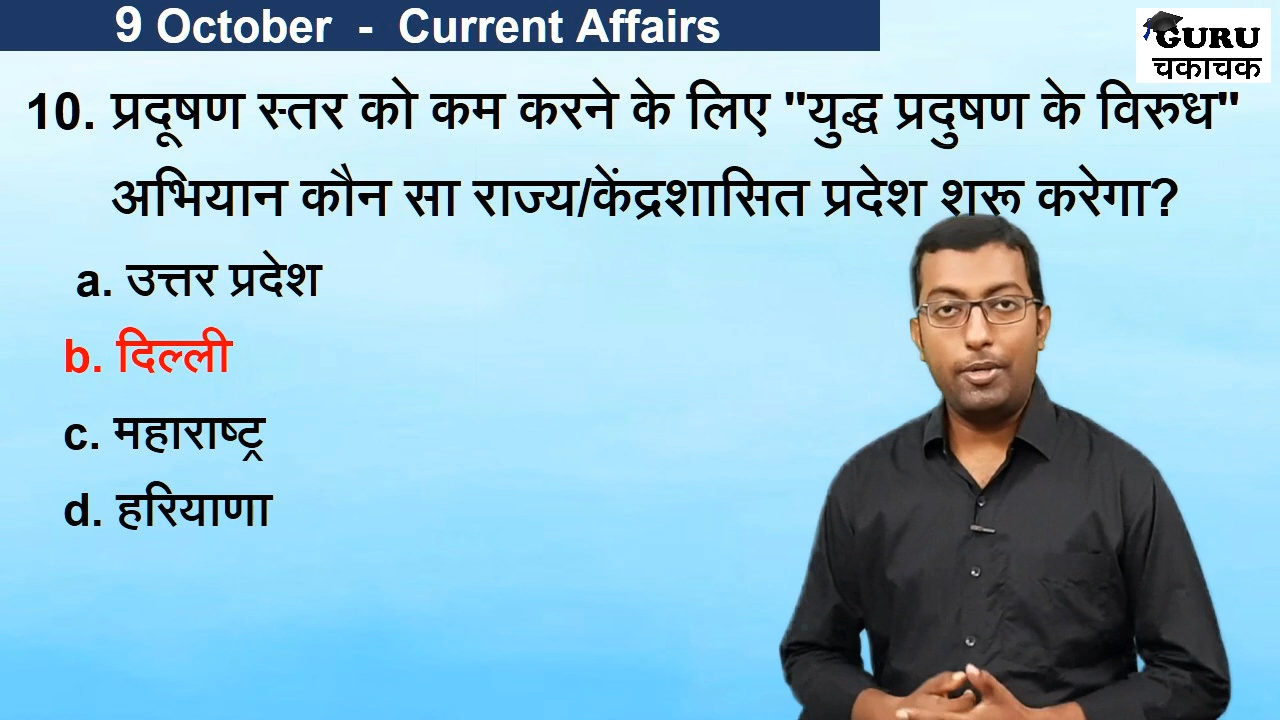 9 October - Current Affairs
GURU
चकाचक
10. प्रदूषण स्तर को कम करने के लिए "युद्ध प्रदुषण के विरुध"
अभियान कौन सा राज्य/केंद्रशासित प्रदेश शरू करेगा?
a. उत्तर प्रदेश
b. दिल्ली
c. महाराष्ट्र
d. हरियाणा